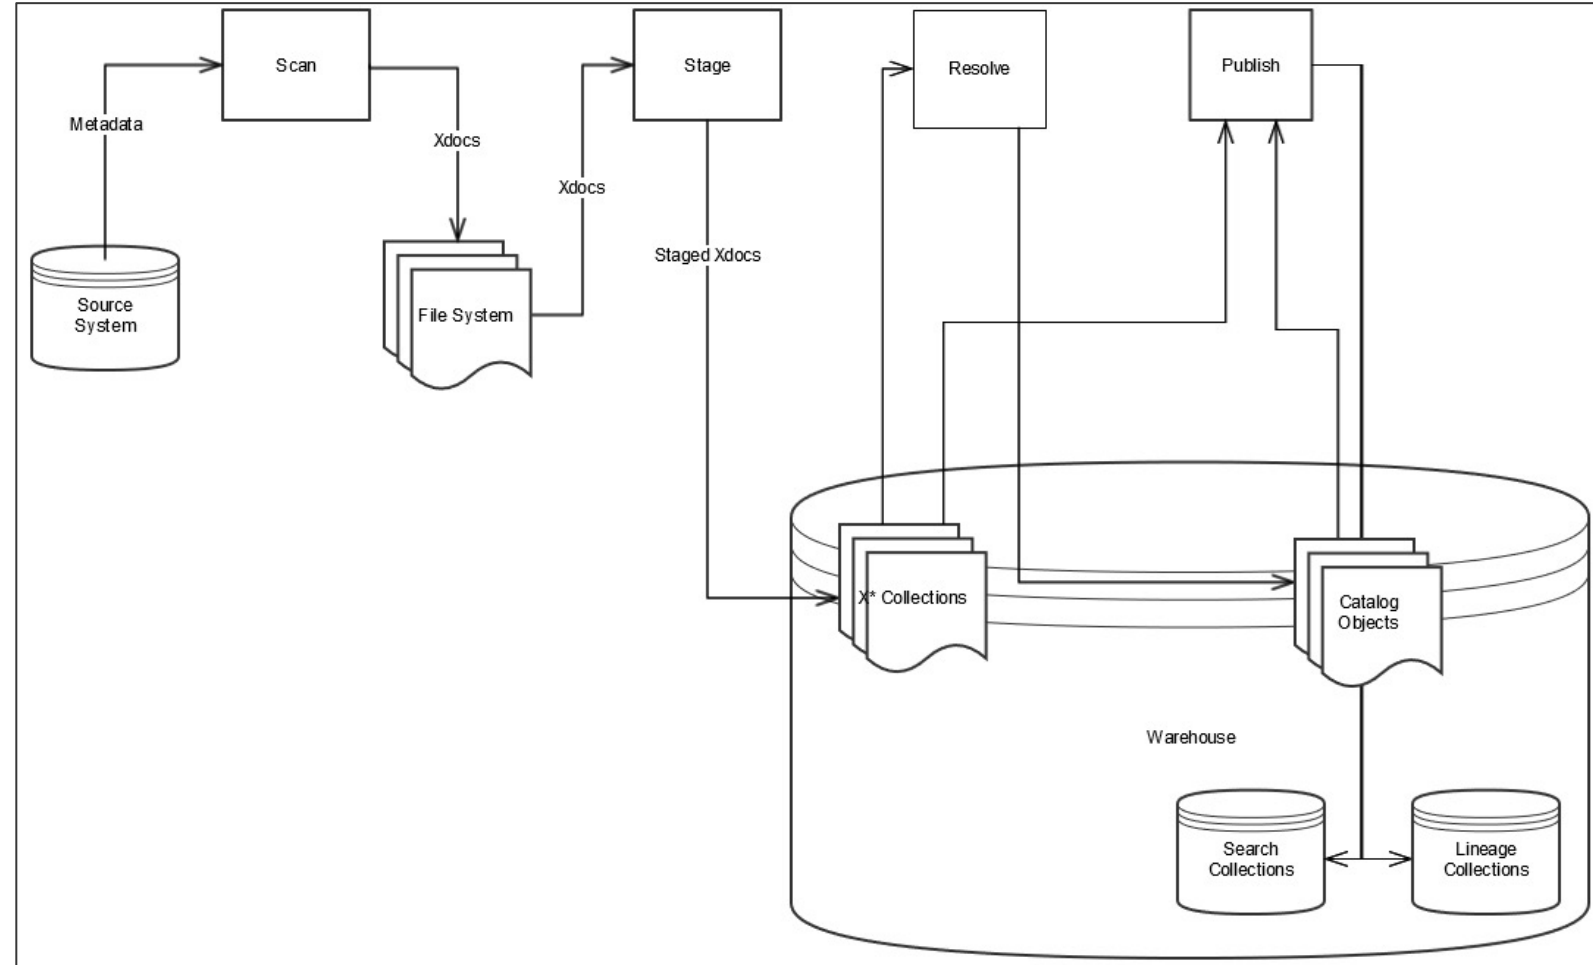 Scan
Stage
Resolve
Publish
Metadata
Xdocs
Xdocs
Staged Xdocs
Source
System
File System
X* Collections
Catalog
Objects
Warehouse
Search
Collections
Lineage
Collections